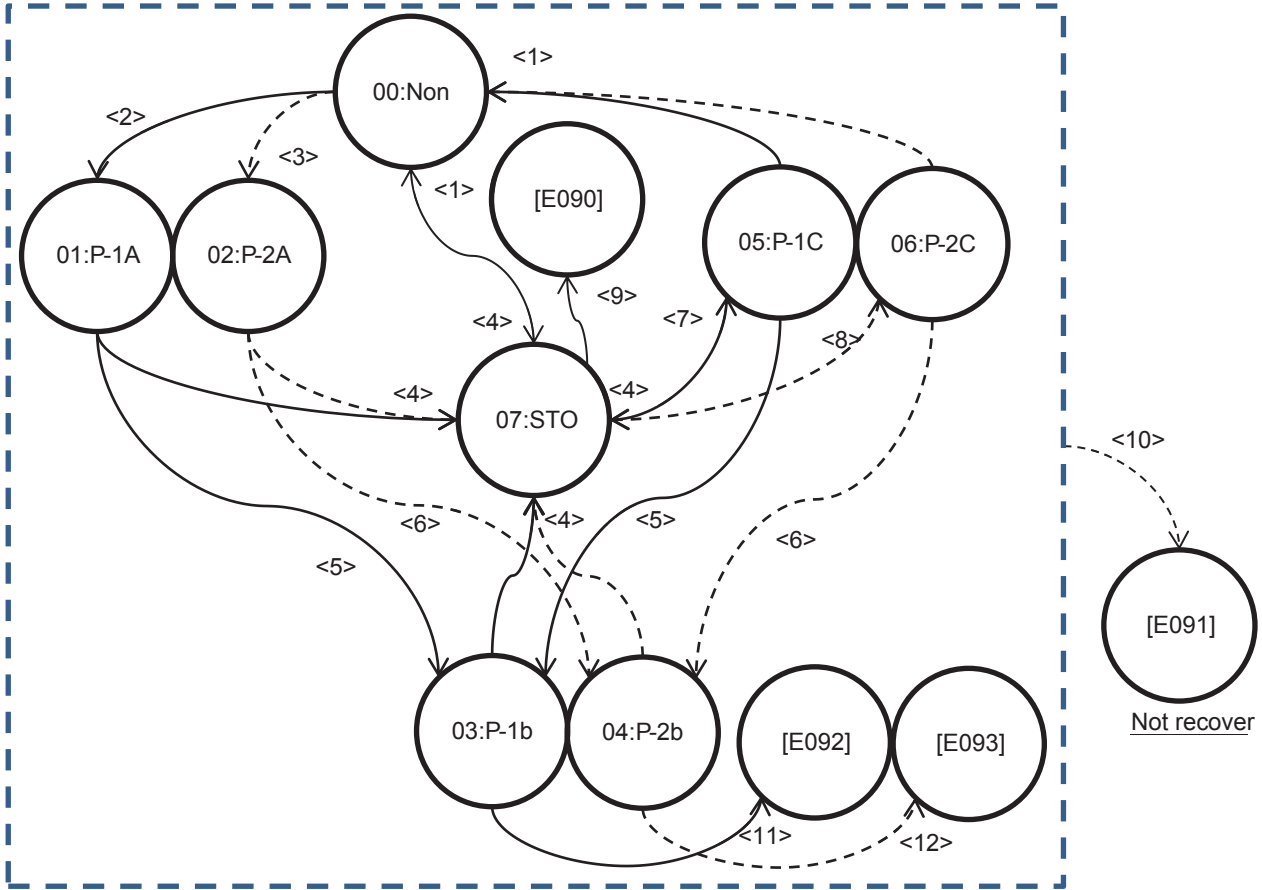 <1>
00:Non
<2>
<3>
<1>
[E090]
01:P-1A
02:P-2A
05:P-1C
06:P-2C
<9>
<4>
<7>
<8>
<4>
<4>
07:STO
<10>
<6>
<4>
<5>
<6>
<5>
[E091]
Not recover
03:P-1b
04:P-2b
[E092]
[E093]
<11>
<12>